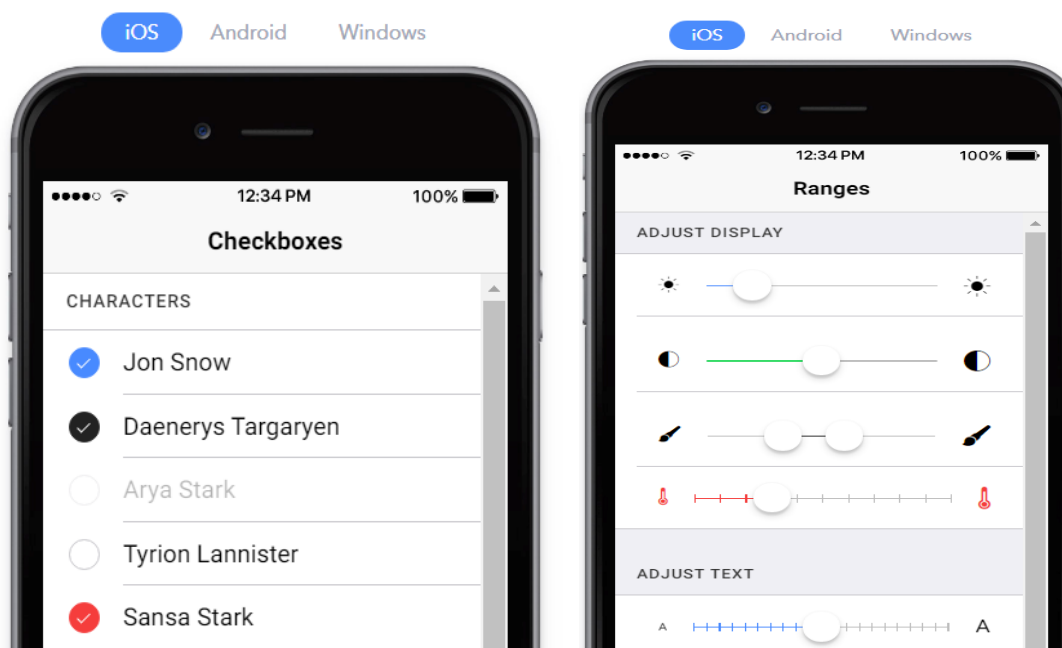 iOS Android Windows
12:34 PM 100%
Checkboxes
CHARACTERS
Jon Snow
Daenerys Targaryen
Arya Stark
Tyrion Lannister
Sansa Stark
iOS Android Windows
12:34 PM 100%
Ranges
ADJUST DISPLAY
ADJUST TEXT
A A